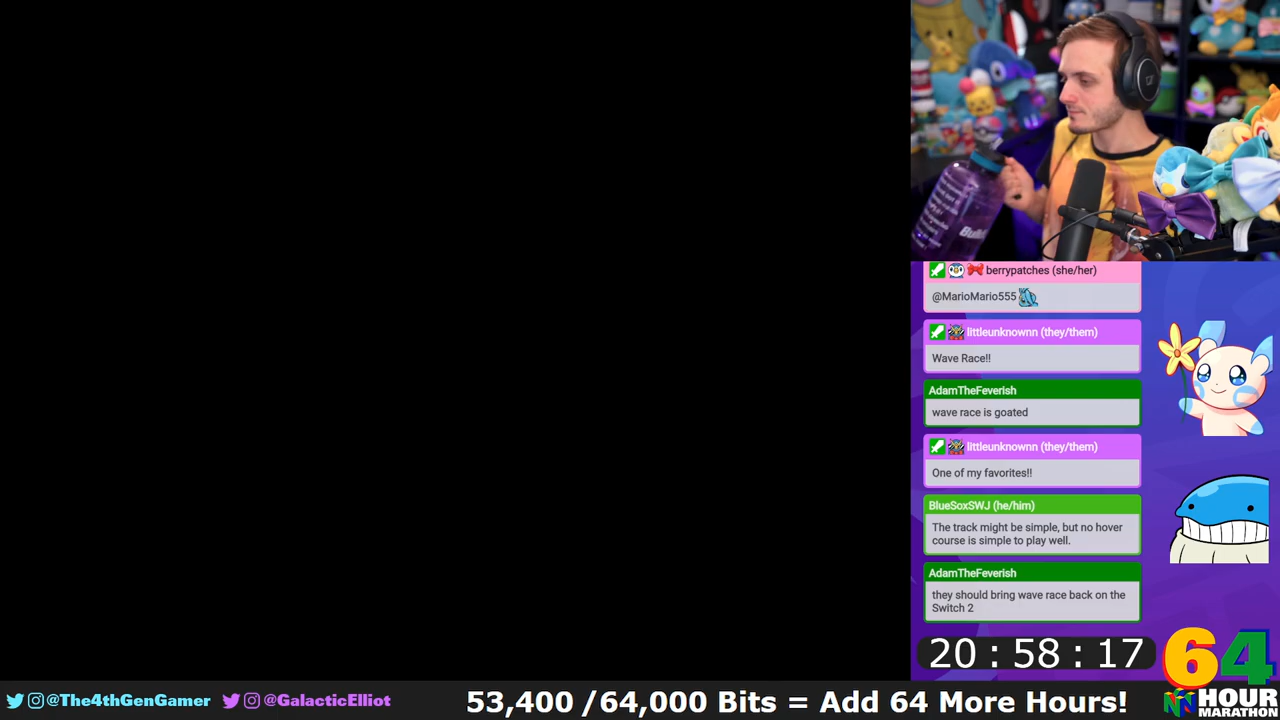 berrypatches (she/her)
@MarioMario555
littleunknownn (they/them)
Wave Race!!
AdamTheFeverish
wave race is goated
littleunknownn (they/them)
One of my favorites!!
BlueSoxSWJ (he/him)
The track might be simple, but no hover
course is simple to play well.
AdamTheFeverish
they should bring wave race back on the
Switch 2
20 : 58 : 17
64
HOUR
MARATHON
@The4thGenGamer
@GalacticElliot
53,400 /64,000 Bits = Add 64 More Hours!